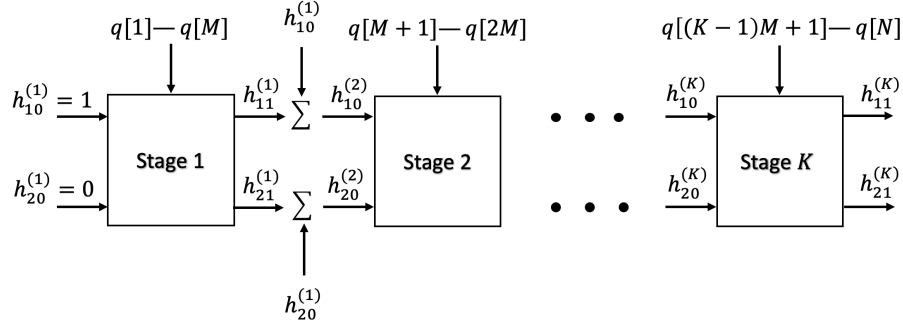 h_{10}^{(1)}
q[1]—q[M]
q[M + 1]—q[2M]
q[(K − 1)M + 1]—q[N]
h_{10}^{(1)} = 1
h_{11}^{(1)}
Σ
h_{10}^{(2)}
h_{10}^{(K)}
h_{11}^{(K)}
Stage 1
Stage 2
Stage K
h_{20}^{(1)} = 0
h_{21}^{(1)}
Σ
h_{20}^{(2)}
h_{20}^{(K)}
h_{21}^{(K)}
h_{20}^{(1)}